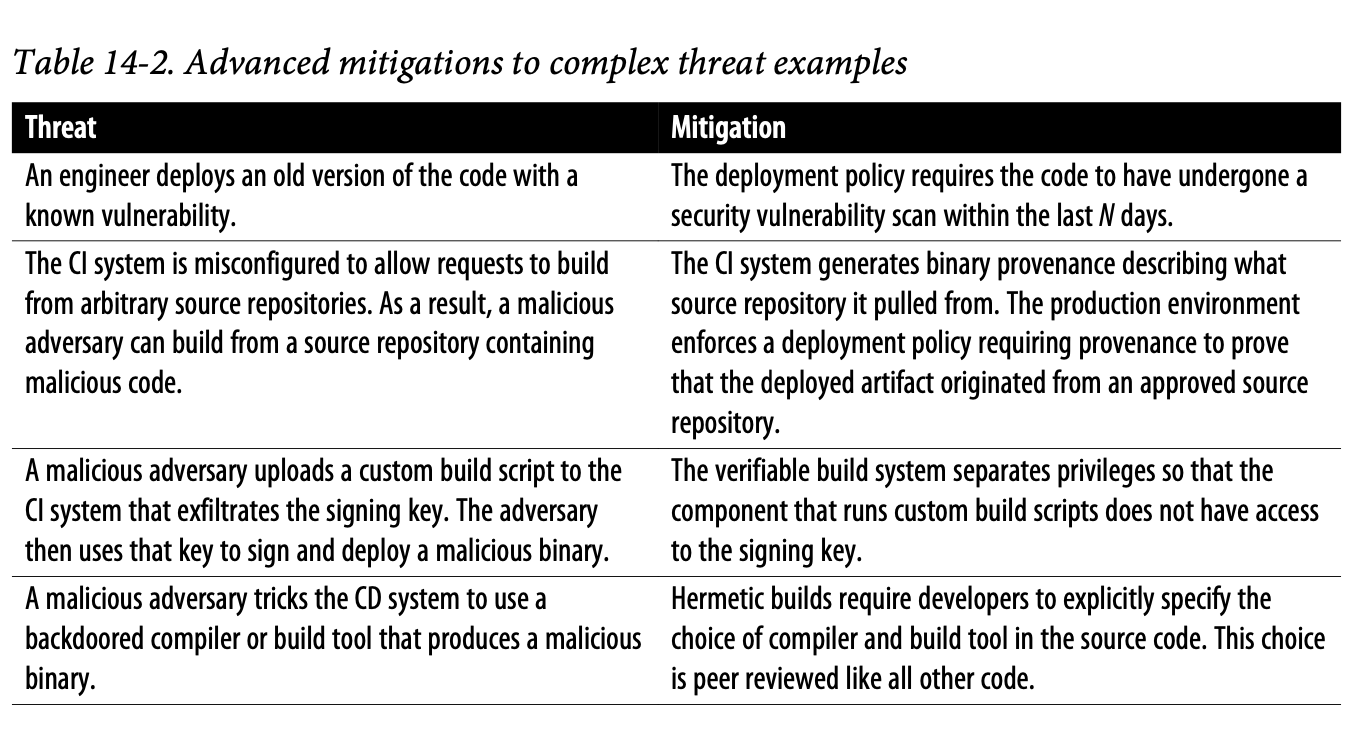 Table 14-2. Advanced mitigations to complex threat examples
Threat
Mitigation
An engineer deploys an old version of the code with a
known vulnerability.
The deployment policy requires the code to have undergone a
security vulnerability scan within the last N days.
The CI system is misconfigured to allow requests to build
from arbitrary source repositories. As a result, a malicious
adversary can build from a source repository containing
malicious code.
The CI system generates binary provenance describing what
source repository it pulled from. The production environment
enforces a deployment policy requiring provenance to prove
that the deployed artifact originated from an approved source
repository.
A malicious adversary uploads a custom build script to the
CI system that exfiltrates the signing key. The adversary
then uses that key to sign and deploy a malicious binary.
The verifiable build system separates privileges so that the
component that runs custom build scripts does not have access
to the signing key.
A malicious adversary tricks the CD system to use a
backdoored compiler or build tool that produces a malicious
binary.
Hermetic builds require developers to explicitly specify the
choice of compiler and build tool in the source code. This choice
is peer reviewed like all other code.